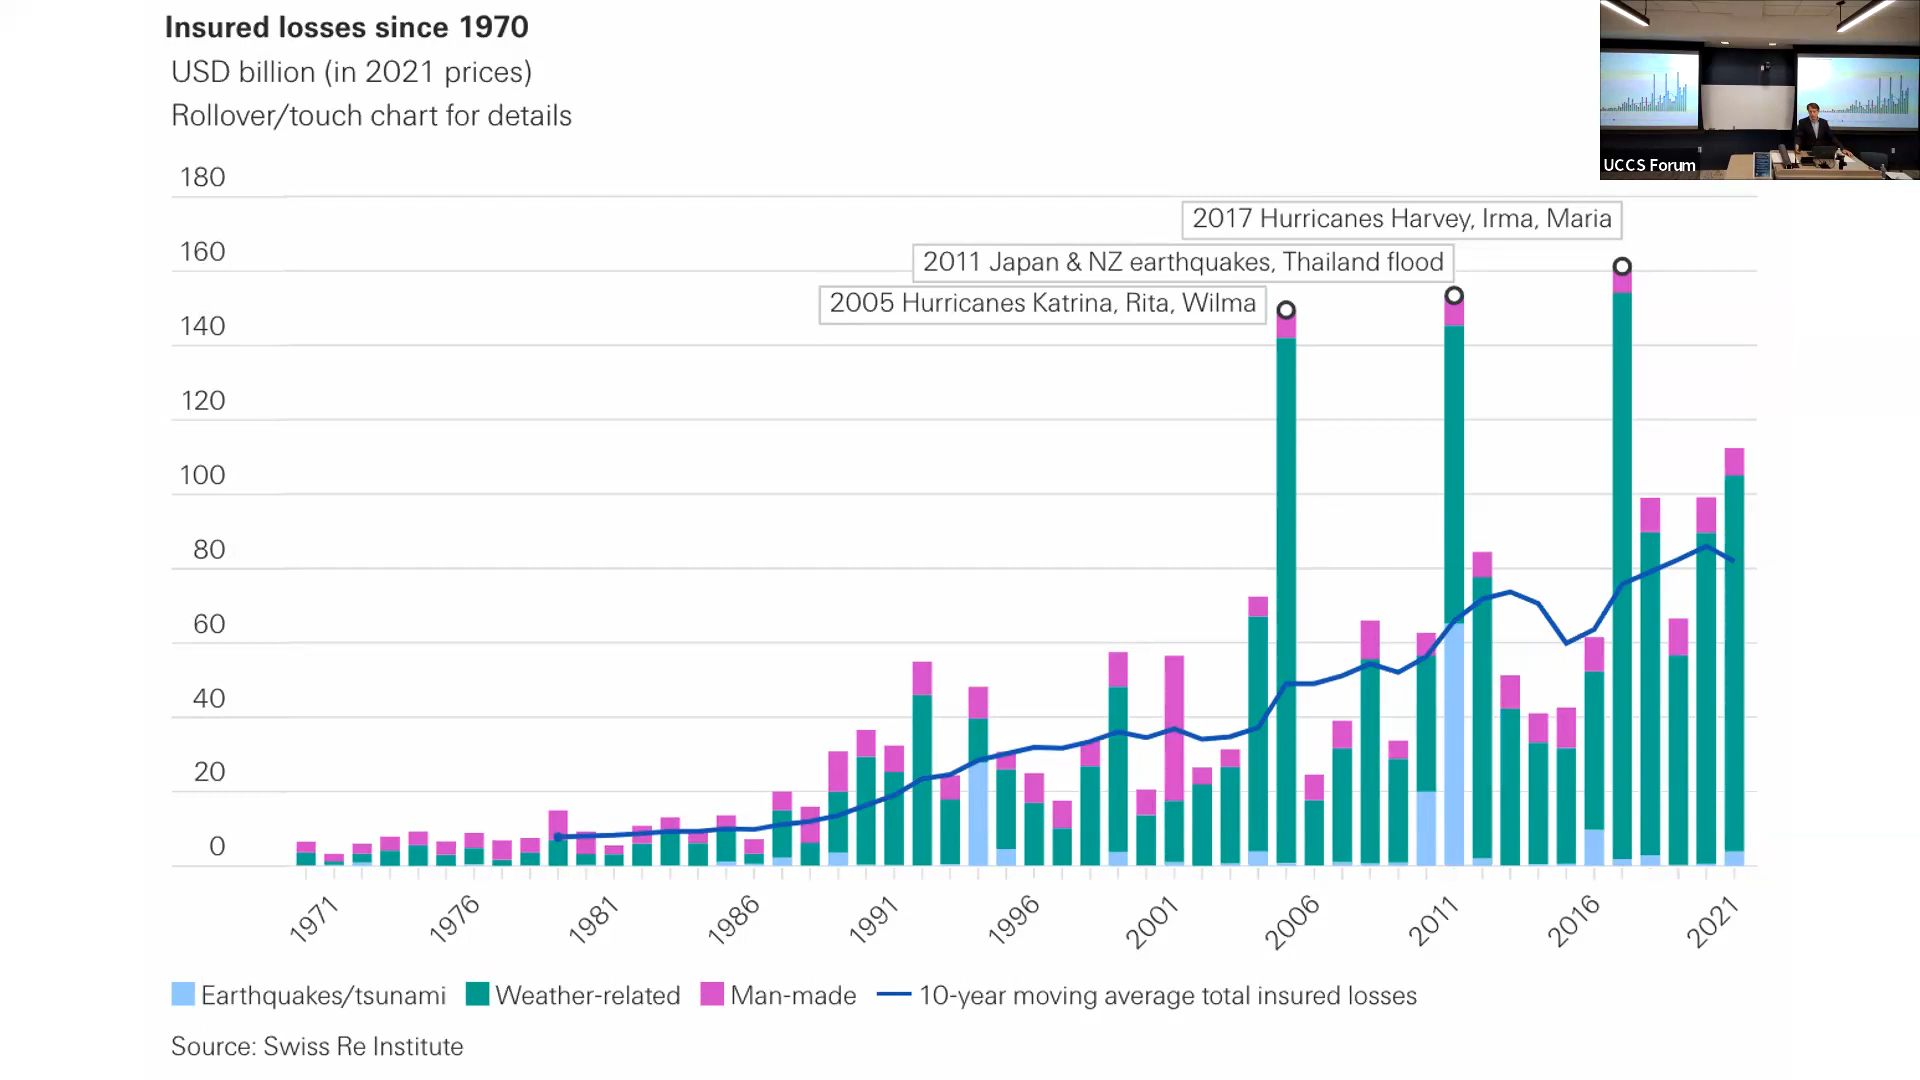 Insured losses since 1970
USD billion (in 2021 prices)
Rollover/touch chart for details
UCCS Forum
180
160
140
120
100
80
60
40
20
0
2017 Hurricanes Harvey, Irma, Maria
2011 Japan & NZ earthquakes, Thailand flood
2005 Hurricanes Katrina, Rita, Wilma
1971
1976
1981
1986
1991
1996
2001
2006
2011
2016
2021
Earthquakes/tsunami
Weather-related
Man-made
10-year moving average total insured losses
Source: Swiss Re Institute